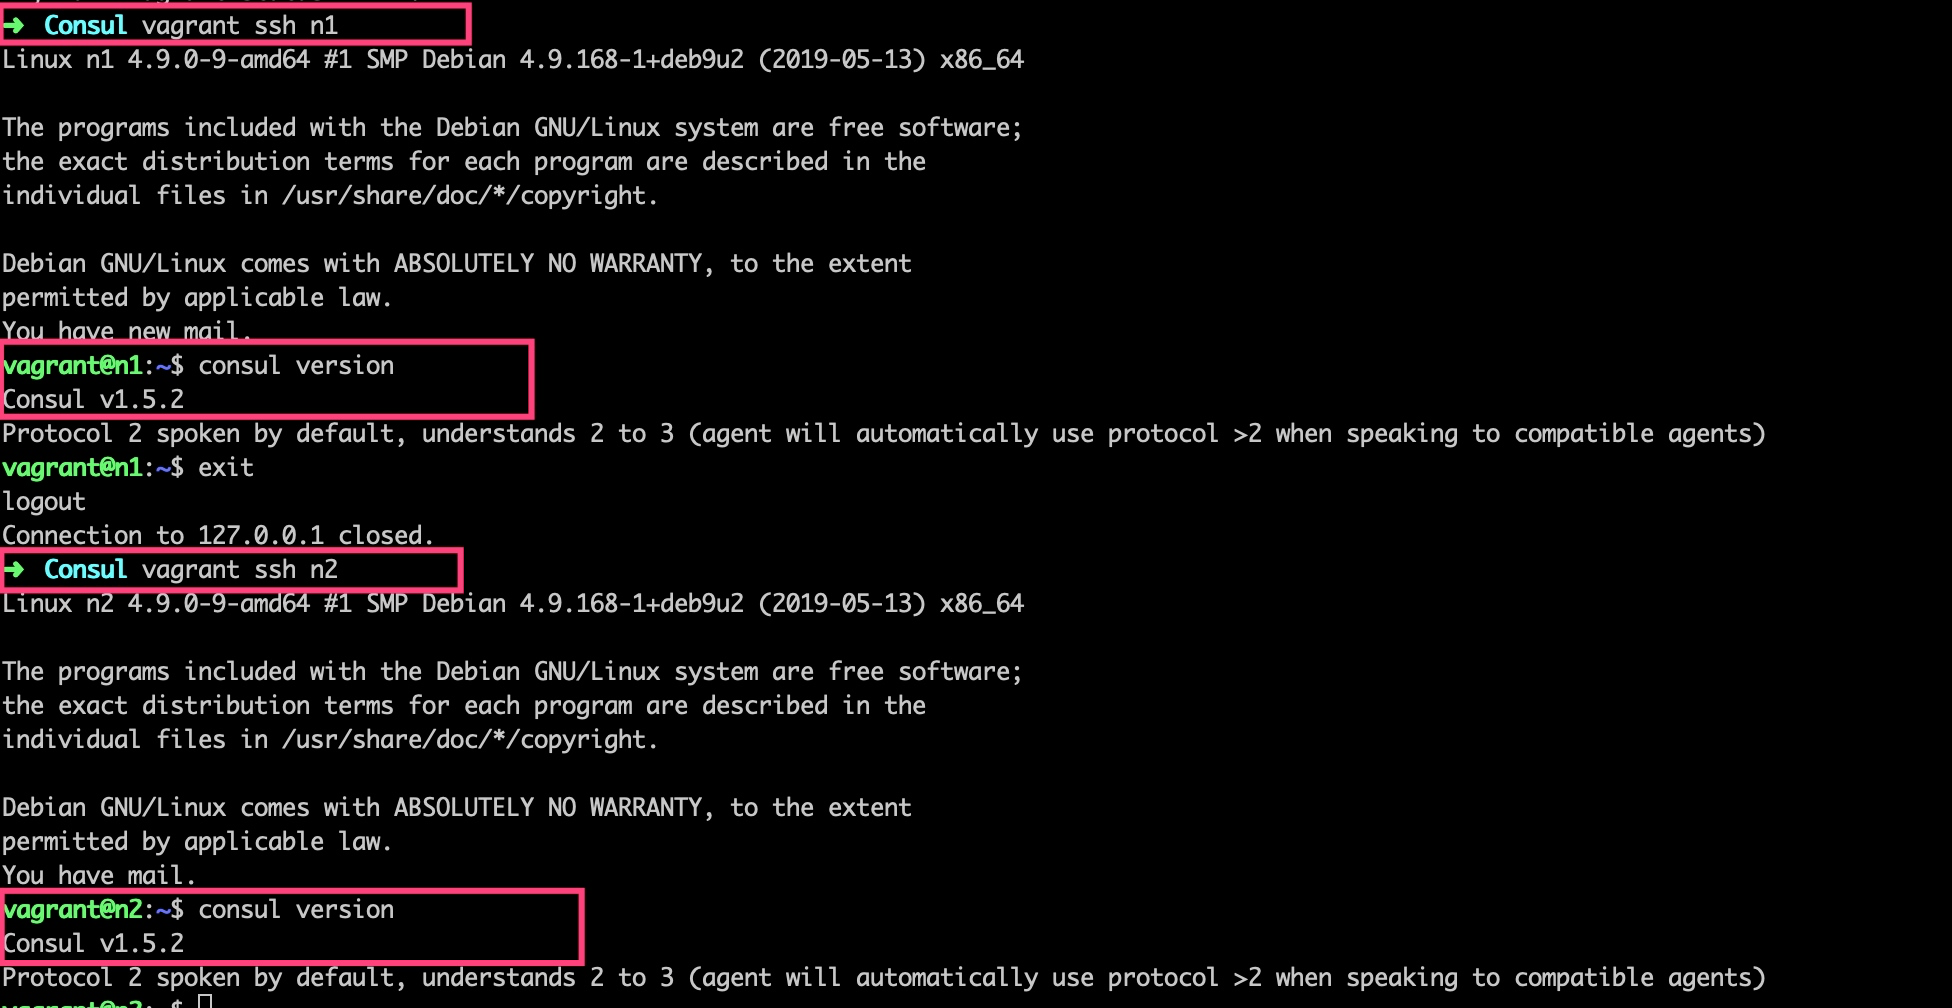 ➜ Consul vagrant ssh n1
Linux n1 4.9.0-9-amd64 #1 SMP Debian 4.9.168-1+deb9u2 (2019-05-13) x86_64
The programs included with the Debian GNU/Linux system are free software;
the exact distribution terms for each program are described in the
individual files in /usr/share/doc/*/copyright.
Debian GNU/Linux comes with ABSOLUTELY NO WARRANTY, to the extent
permitted by applicable law.
You have new mail.
vagrant@n1:~$ consul version
Consul v1.5.2
Protocol 2 spoken by default, understands 2 to 3 (agent will automatically use protocol >2 when speaking to compatible agents)
vagrant@n1:~$ exit
logout
Connection to 127.0.0.1 closed.
➜ Consul vagrant ssh n2
Linux n2 4.9.0-9-amd64 #1 SMP Debian 4.9.168-1+deb9u2 (2019-05-13) x86_64
The programs included with the Debian GNU/Linux system are free software;
the exact distribution terms for each program are described in the
individual files in /usr/share/doc/*/copyright.
Debian GNU/Linux comes with ABSOLUTELY NO WARRANTY, to the extent
permitted by applicable law.
You have mail.
vagrant@n2:~$ consul version
Consul v1.5.2
Protocol 2 spoken by default, understands 2 to 3 (agent will automatically use protocol >2 when speaking to compatible agents)
vagrant@n2:~$